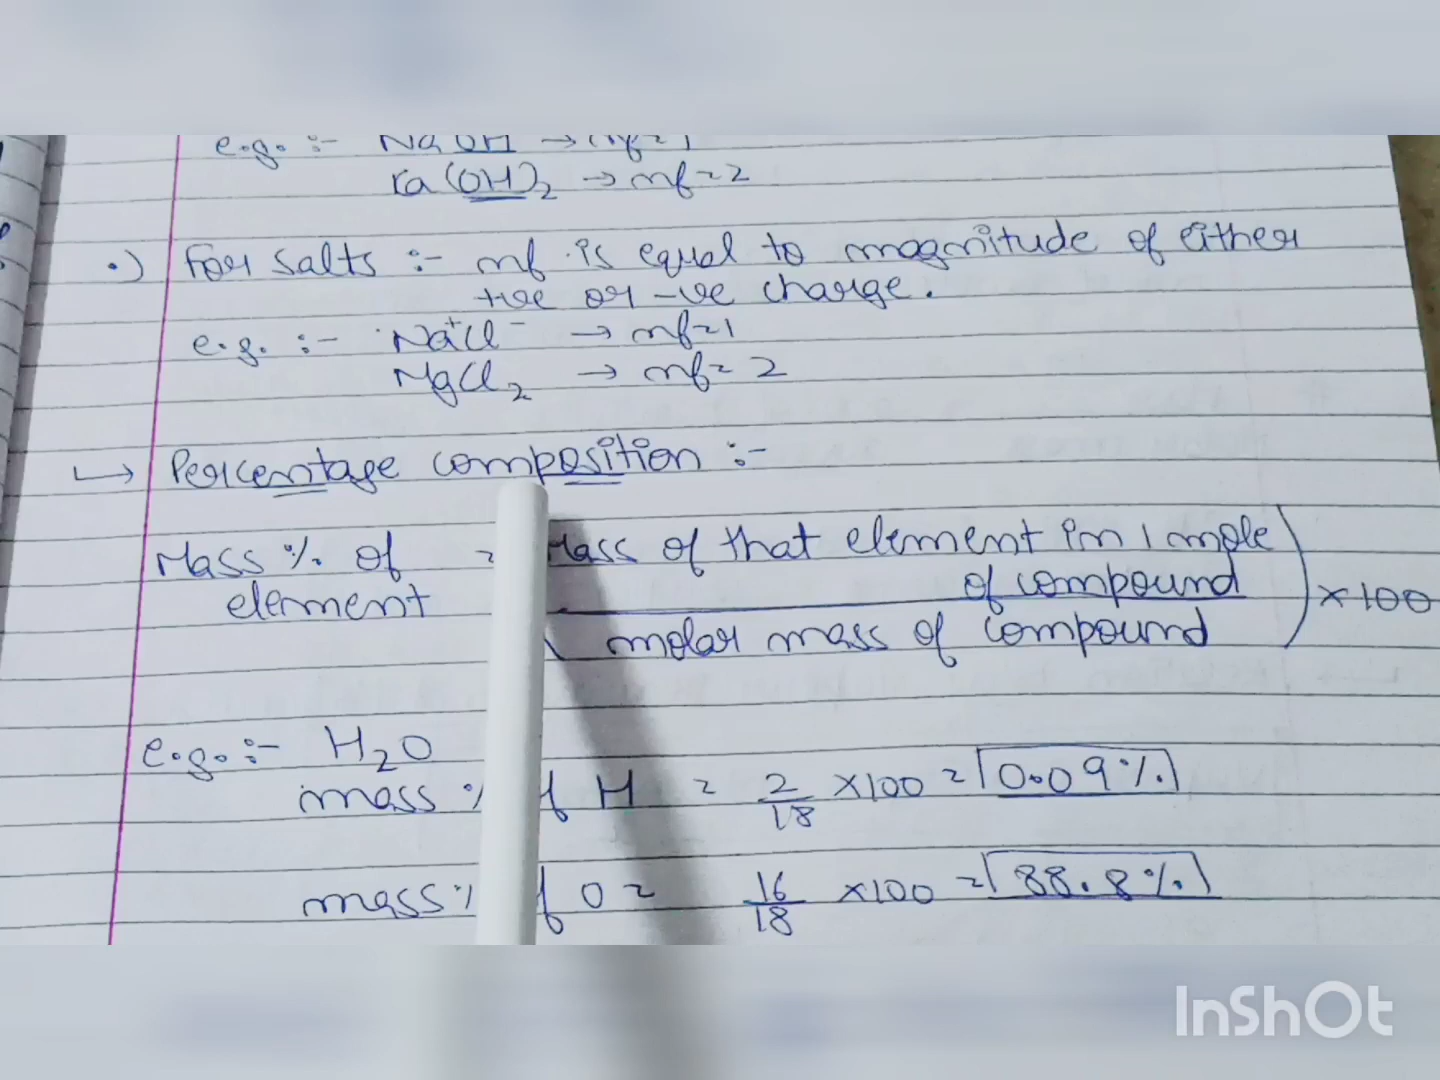 e.g. :- NaOH → nf = 1
Ca(OH)2 → nf = 2
•) For salts :- nf is equal to magnitude of either
+ve or -ve charge.
e.g. :- Na+Cl- → nf = 1
MgCl2 → nf = 2
↳ Percentage composition :-
Mass % of = Mass of that element in 1 mole
element of compound × 100
molar mass of compound
e.g. :- H2O
mass % of H = 2/18 × 100 = 0.09 %.
mass % of O = 16/18 × 100 = 88.8 %.
InShOt